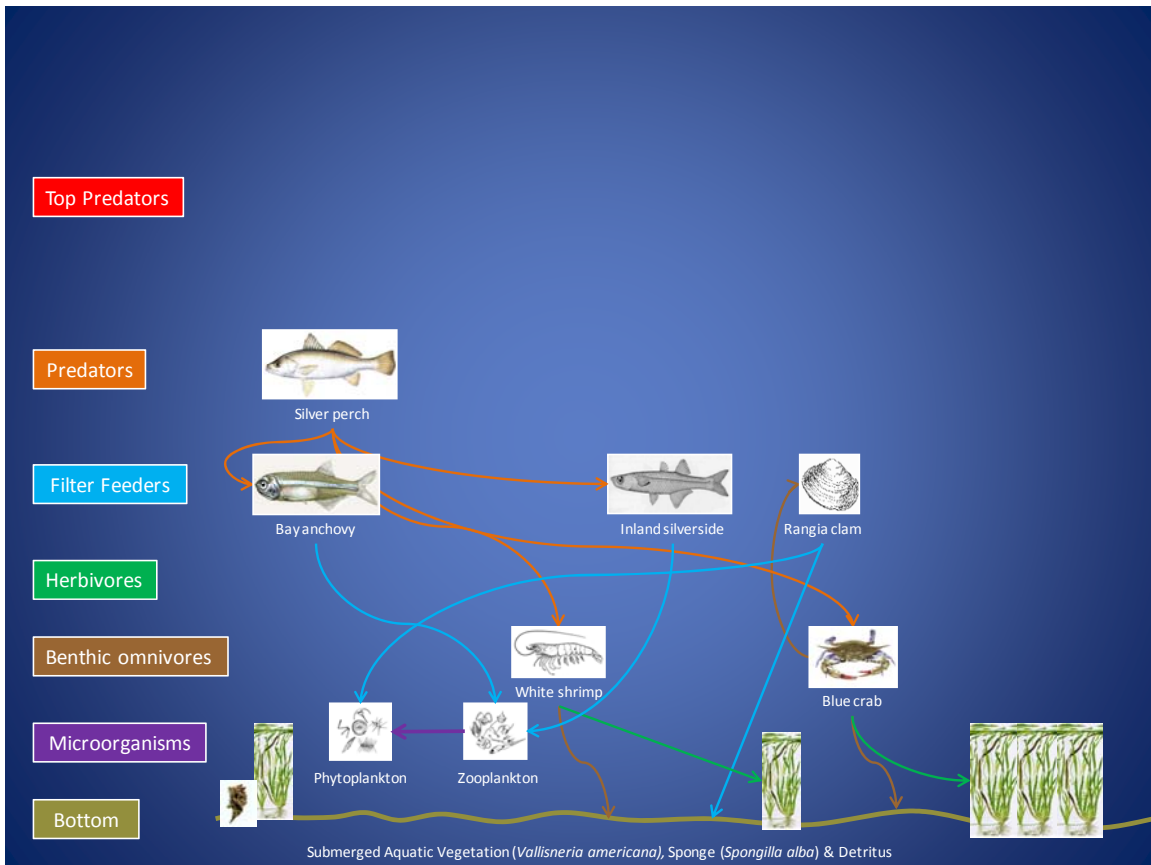 Top Predators
Predators
Silver perch
Filter Feeders
Bay anchovy
Inland silverside
Rangia clam
Herbivores
Benthic omnivores
White shrimp
Blue crab
Microorganisms
Phytoplankton
Zooplankton
Bottom
Submerged Aquatic Vegetation (Vallisneria americana), Sponge (Spongilla alba) & Detritus